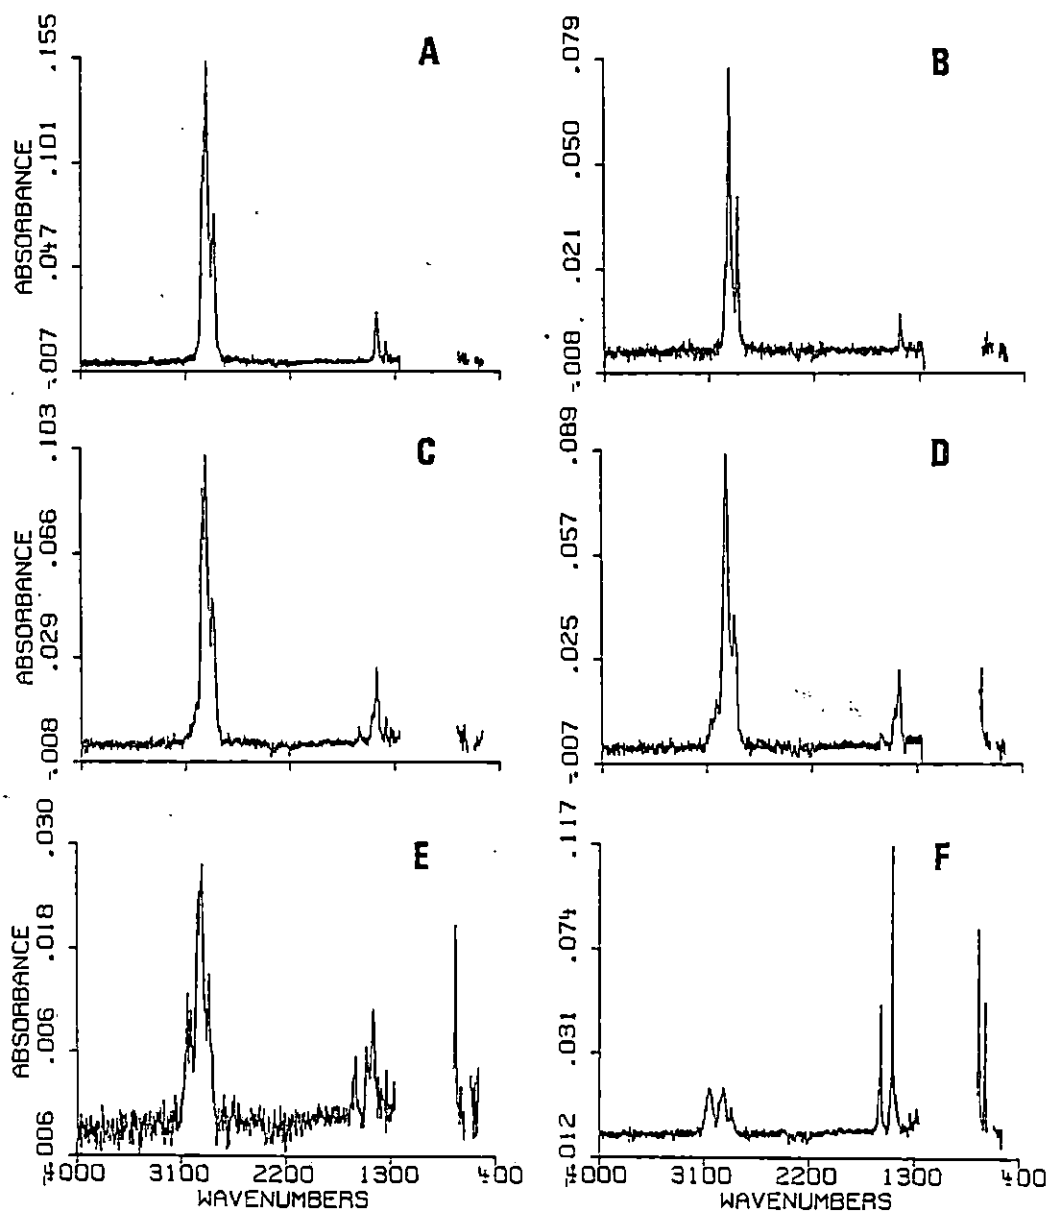 A
ABSORBANCE
-.007 .047 .101 .155
B
-.008 .021 .050 .079
C
ABSORBANCE
-.008 .029 .066 .103
D
-.007 .025 .057 .089
E
ABSORBANCE
.006 .006 .018 .030
4000 3100 2200 1300 400
WAVENUMBERS
F
.012 .031 .074 .117
4000 3100 2200 1300 400
WAVENUMBERS